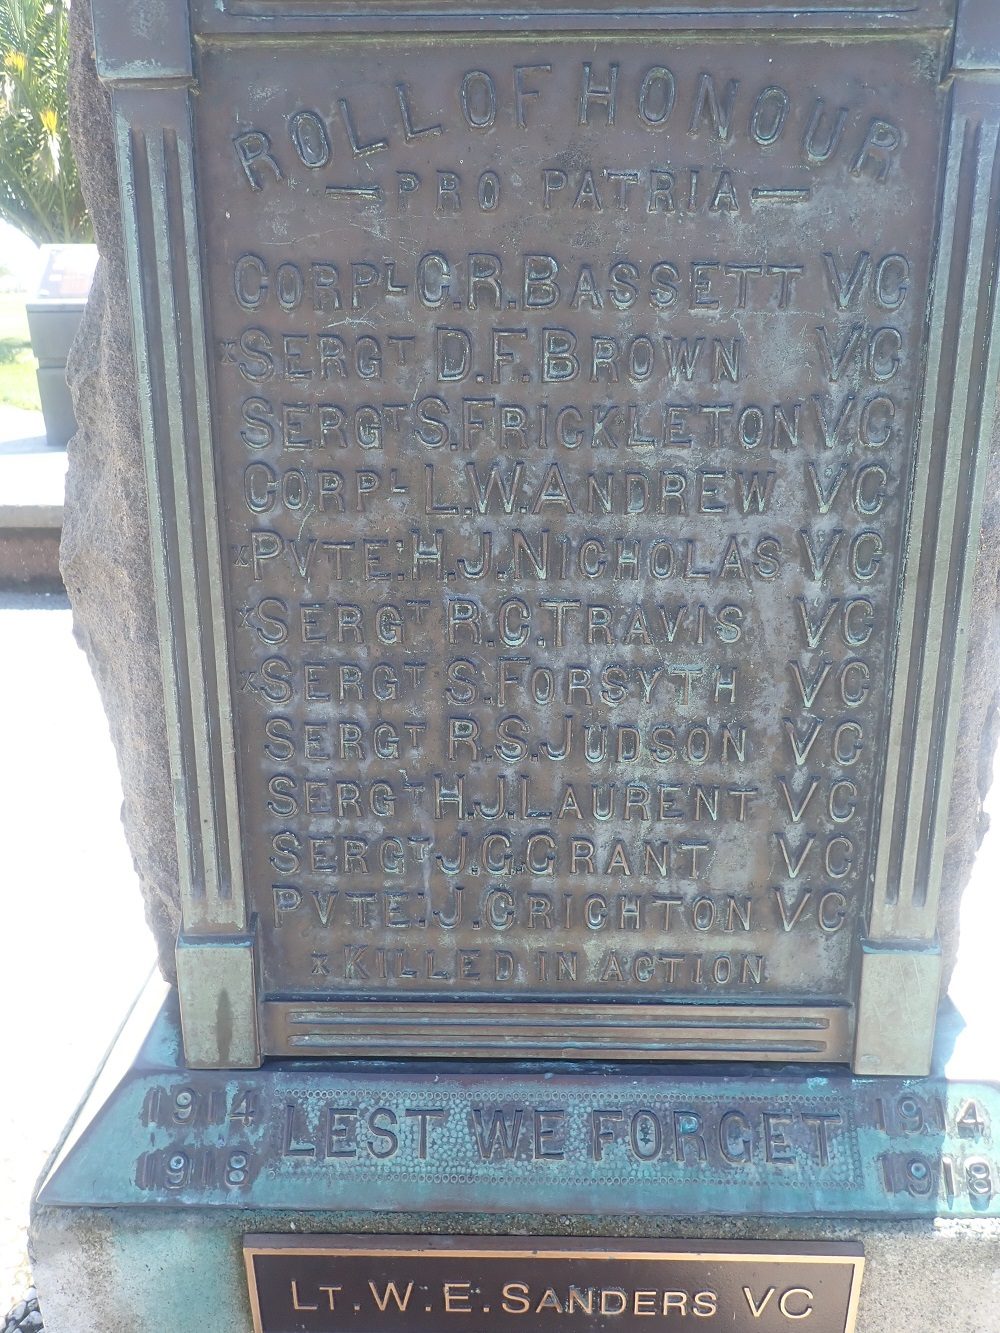 ROLL OF HONOUR
— PRO PATRIA —
CORPL C.R. BASSETT VC
x SERGT D.F. BROWN VC
SERGT S. FRICKLETON VC
CORPL L.W. ANDREW VC
x PVTE: H.J. NICHOLAS VC
x SERGT R.C. TRAVIS VC
x SERGT S. FORSYTH VC
SERGT R.S. JUDSON VC
SERGT H.J. LAURENT VC
SERGT J.G. GRANT VC
PVTE: J. CRICHTON VC
x KILLED IN ACTION
1914 1918 LEST WE FORGET 1914 1918
LT. W.E. SANDERS VC